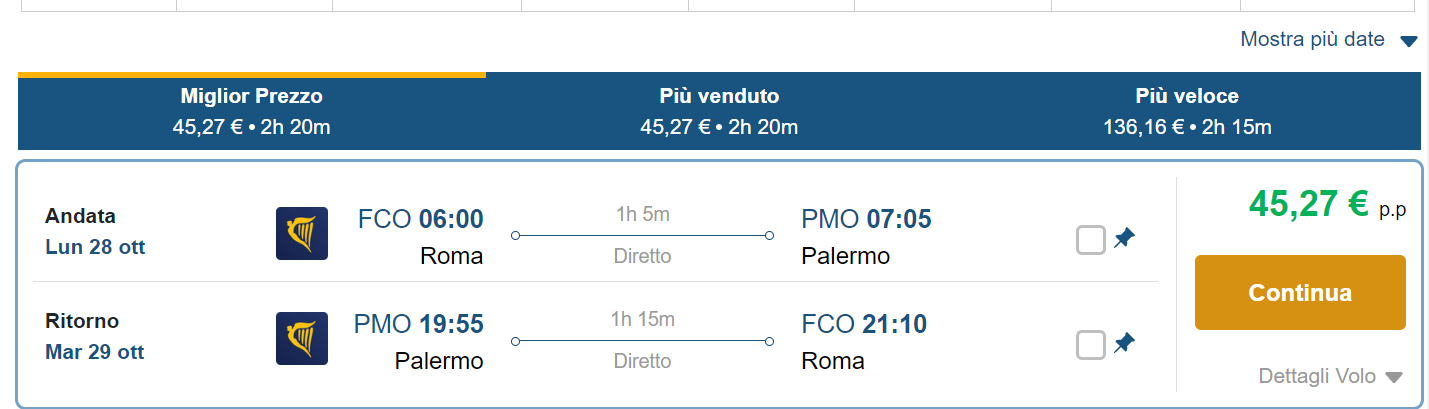 Mostra più date
Miglior Prezzo
45,27 € • 2h 20m
Più venduto
45,27 € • 2h 20m
Più veloce
136,16 € • 2h 15m
Andata
Lun 28 ott
FCO 06:00
Roma
1h 5m
Diretto
PMO 07:05
Palermo
Ritorno
Mar 29 ott
PMO 19:55
Palermo
1h 15m
Diretto
FCO 21:10
Roma
45,27 € p.p
Continua
Dettagli Volo